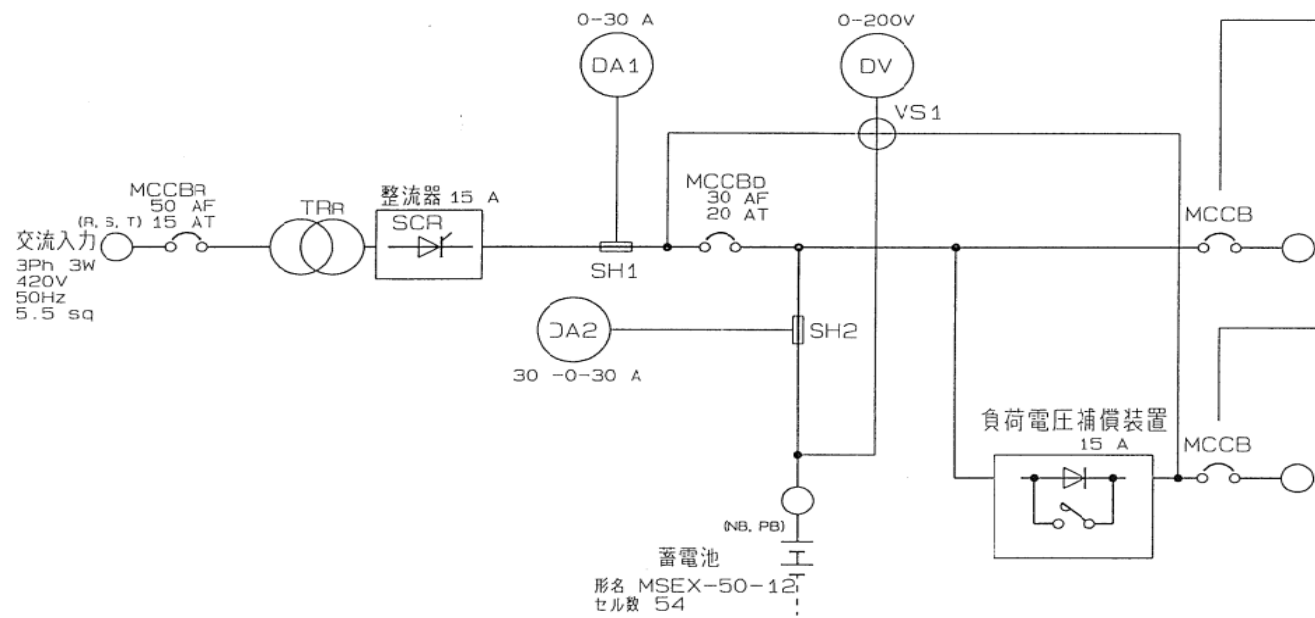 0-30 A
DA1
0-200V
DV
VS1
MCCBR
50 AF
(R, S, T) 15 AT
交流入力
3Ph 3W
420V
50Hz
5.5 sq
TRR
整流器 15 A
SCR
SH1
MCCBD
30 AF
20 AT
MCCB
DA2
30 -0-30 A
SH2
負荷電圧補償装置
15 A
MCCB
(NB, PB)
蓄電池
形名 MSEX-50-12
セル数 54